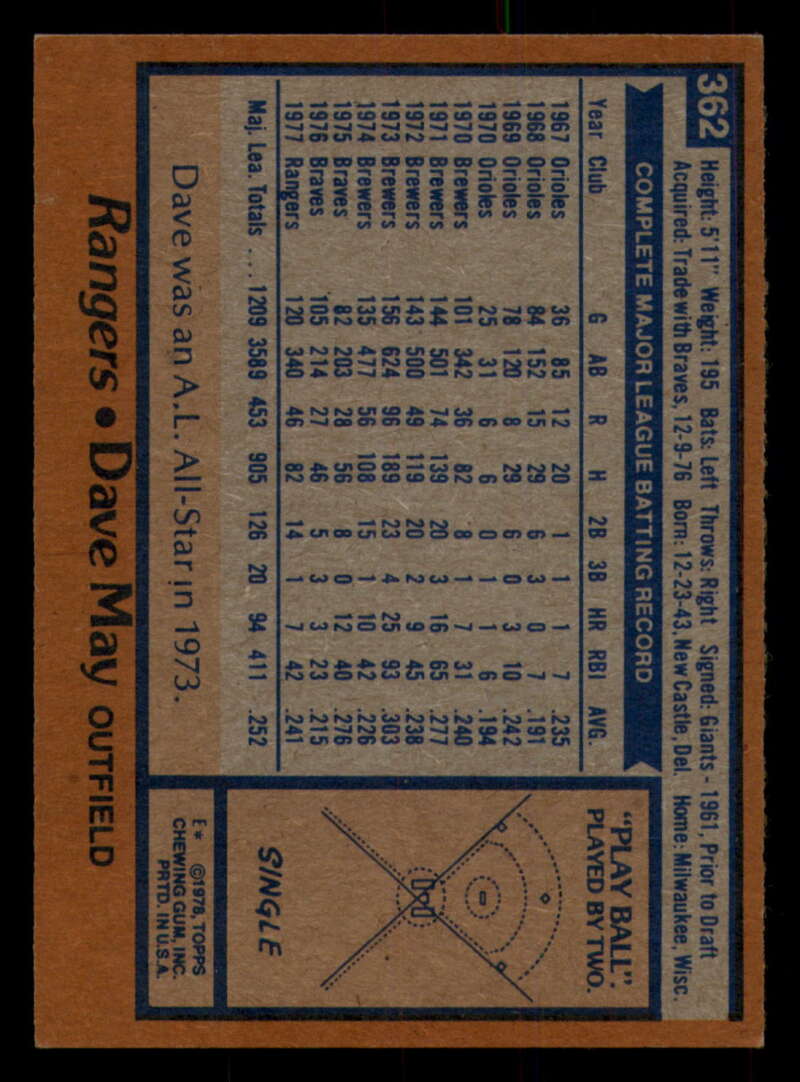 362
Height: 5'11" Weight: 195 Bats: Left Throws: Right Signed: Giants - 1961, Prior to Draft
Acquired: Trade with Braves, 12-9-76 Born: 12-23-43, New Castle, Del. Home: Milwaukee, Wisc.
COMPLETE MAJOR LEAGUE BATTING RECORD
Year Club G AB R H 2B 3B HR RBI AVG.
1967 Orioles 36 85 12 20 1 1 1 7 .235
1968 Orioles 84 152 15 29 6 3 0 7 .191
1969 Orioles 78 120 8 29 6 0 3 10 .242
1970 Orioles 25 31 6 6 0 1 1 6 .194
1970 Brewers 101 342 36 82 8 1 7 31 .240
1971 Brewers 144 501 74 139 20 3 16 65 .277
1972 Brewers 143 500 49 119 20 2 9 45 .238
1973 Brewers 156 624 96 189 23 4 25 93 .303
1974 Brewers 135 477 56 108 15 1 10 42 .226
1975 Braves 82 203 28 56 8 0 12 40 .276
1976 Braves 105 214 27 46 5 3 3 23 .215
1977 Rangers 120 340 46 82 14 1 7 42 .241
Maj. Lea. Totals .... 1209 3589 453 905 126 20 94 411 .252
Dave was an A.L. All-Star in 1973.
"PLAY BALL".
PLAYED BY TWO.
SINGLE
E* ©1978, TOPPS
CHEWING GUM, INC.
PRTD. IN U.S.A.
Rangers • Dave May OUTFIELD